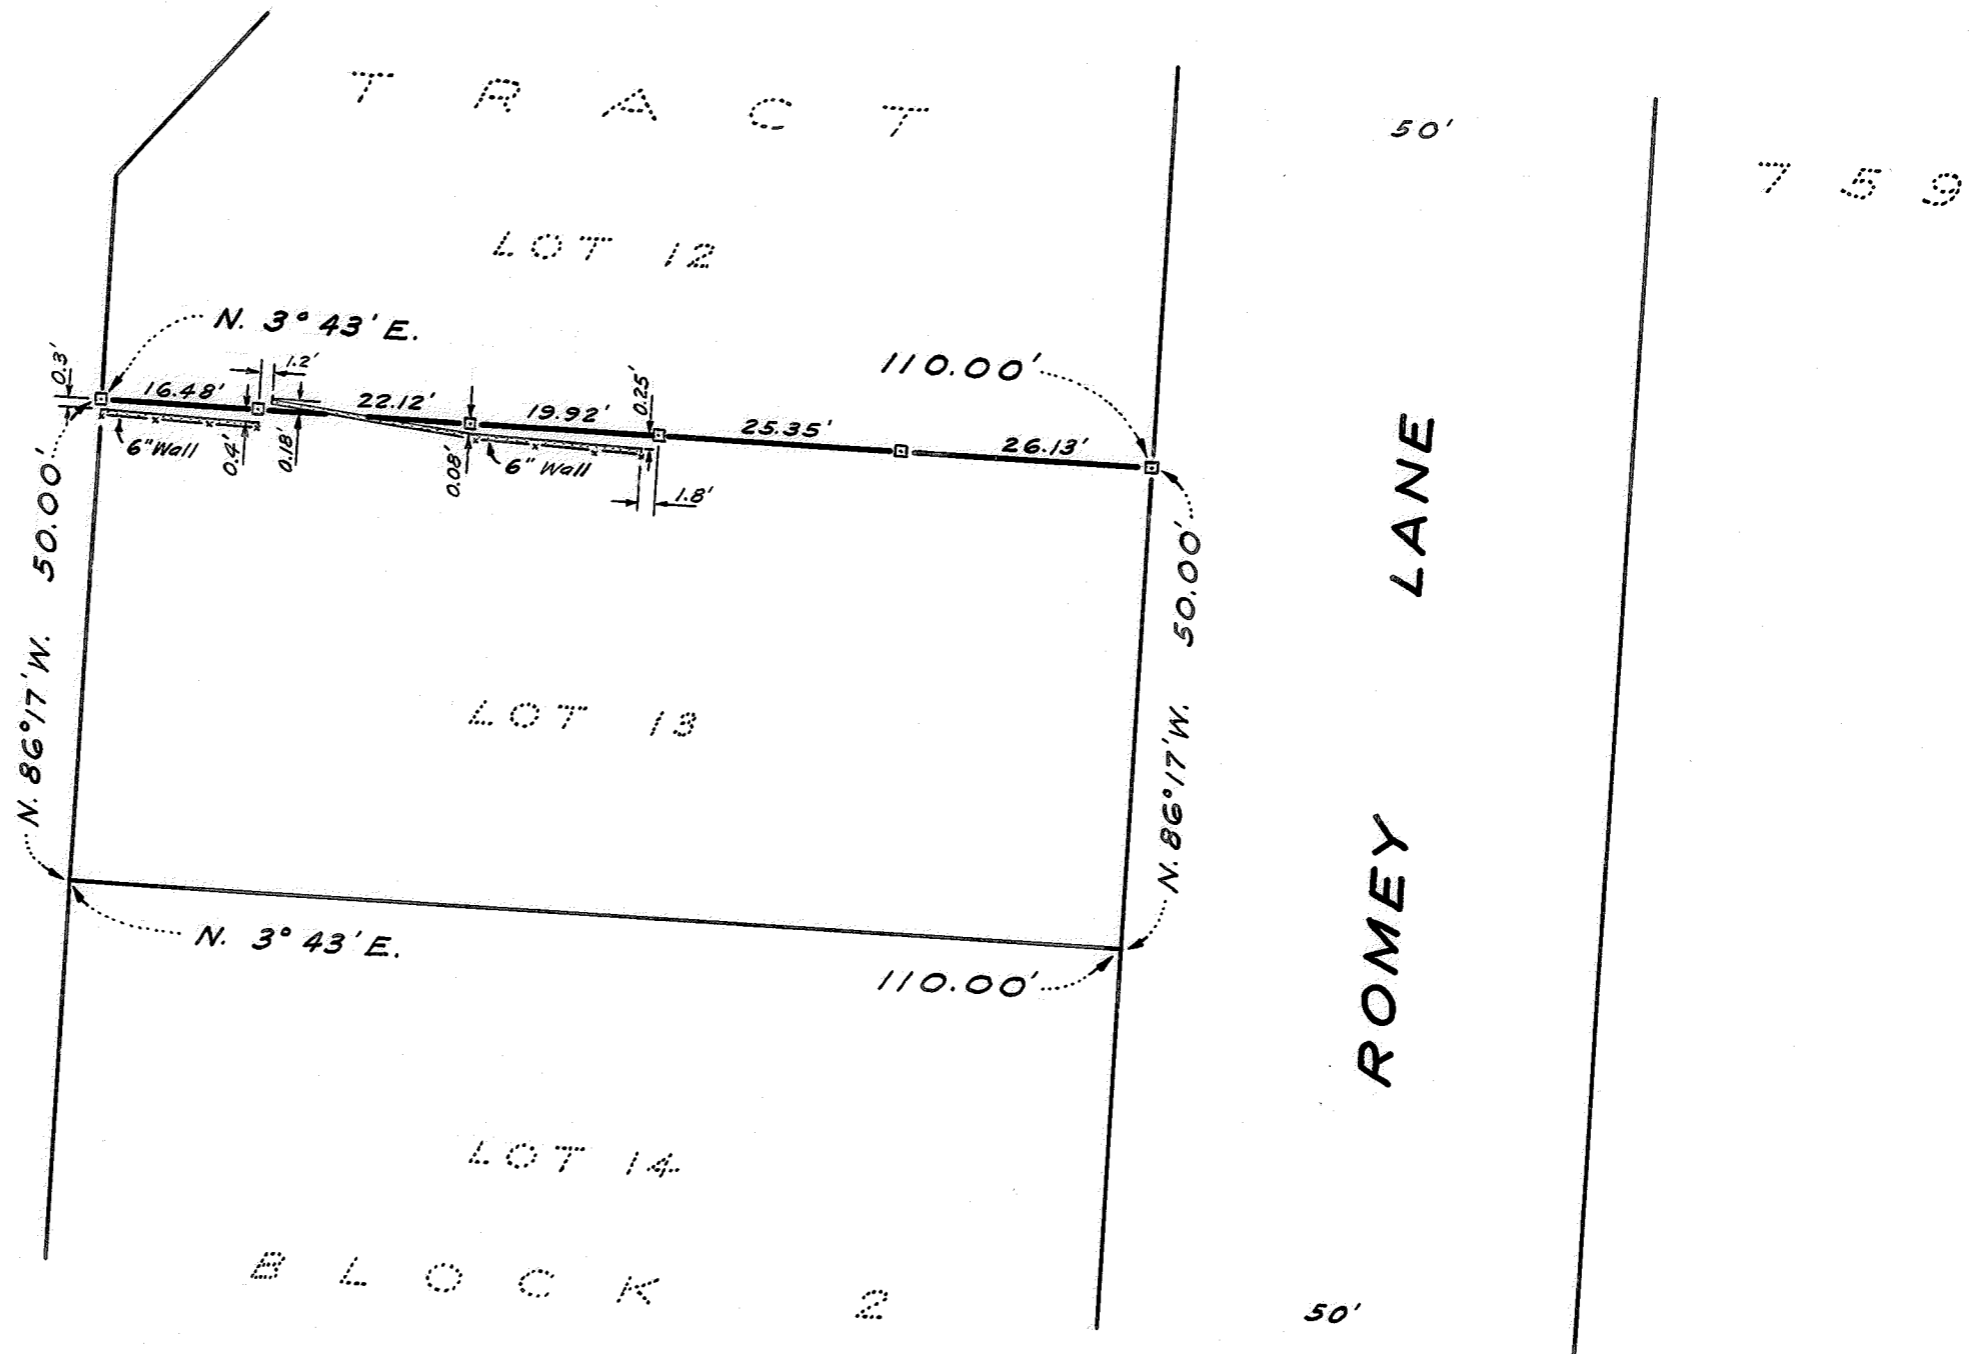 TRACT
50'
759
LOT 12
N. 3° 43' E.
110.00'
0.3'
1.2'
16.48'
22.12'
19.92'
0.25'
25.35'
26.13'
6" Wall
0.4'
0.18'
0.08'
6" Wall
1.8'
N. 86° 17' W. 50.00'
N. 86° 17' W. 50.00'
ROMEY LANE
LOT 13
N. 3° 43' E.
110.00'
LOT 14
BLOCK 2
50'